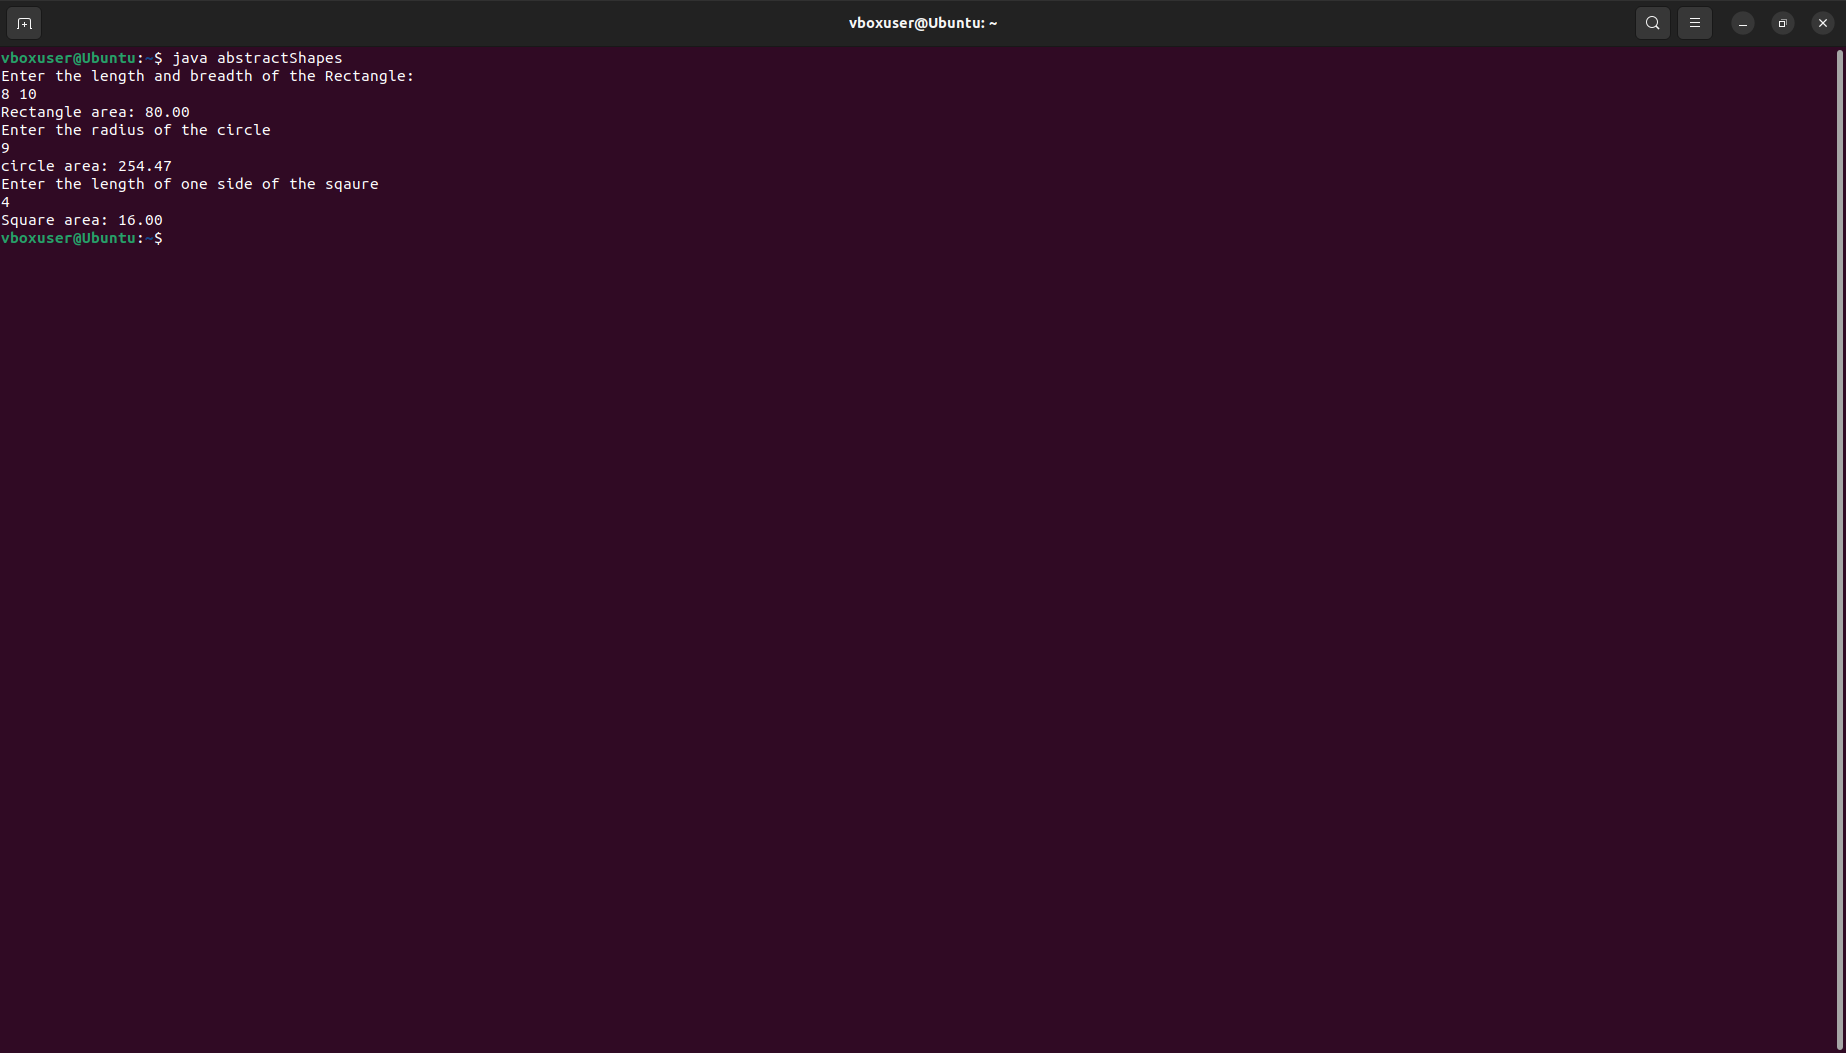 vboxuser@Ubuntu: ~
vboxuser@Ubuntu:~$ java abstractShapes
Enter the length and breadth of the Rectangle:
8 10
Rectangle area: 80.00
Enter the radius of the circle
9
circle area: 254.47
Enter the length of one side of the sqaure
4
Square area: 16.00
vboxuser@Ubuntu:~$